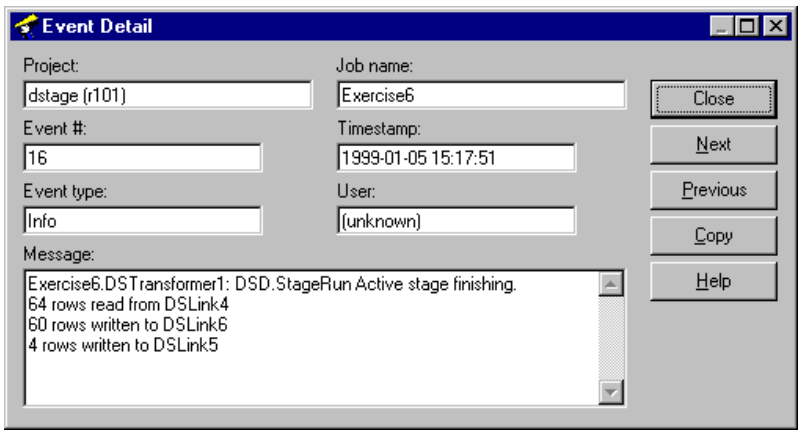 Event Detail
Project:
dstage (r101)
Job name:
Exercise6
Event #:
16
Timestamp:
1999-01-05 15:17:51
Event type:
Info
User:
(unknown)
Message:
Exercise6.DSTransformer1: DSD.StageRun Active stage finishing.
64 rows read from DSLink4
60 rows written to DSLink6
4 rows written to DSLink5
Close
Next
Previous
Copy
Help